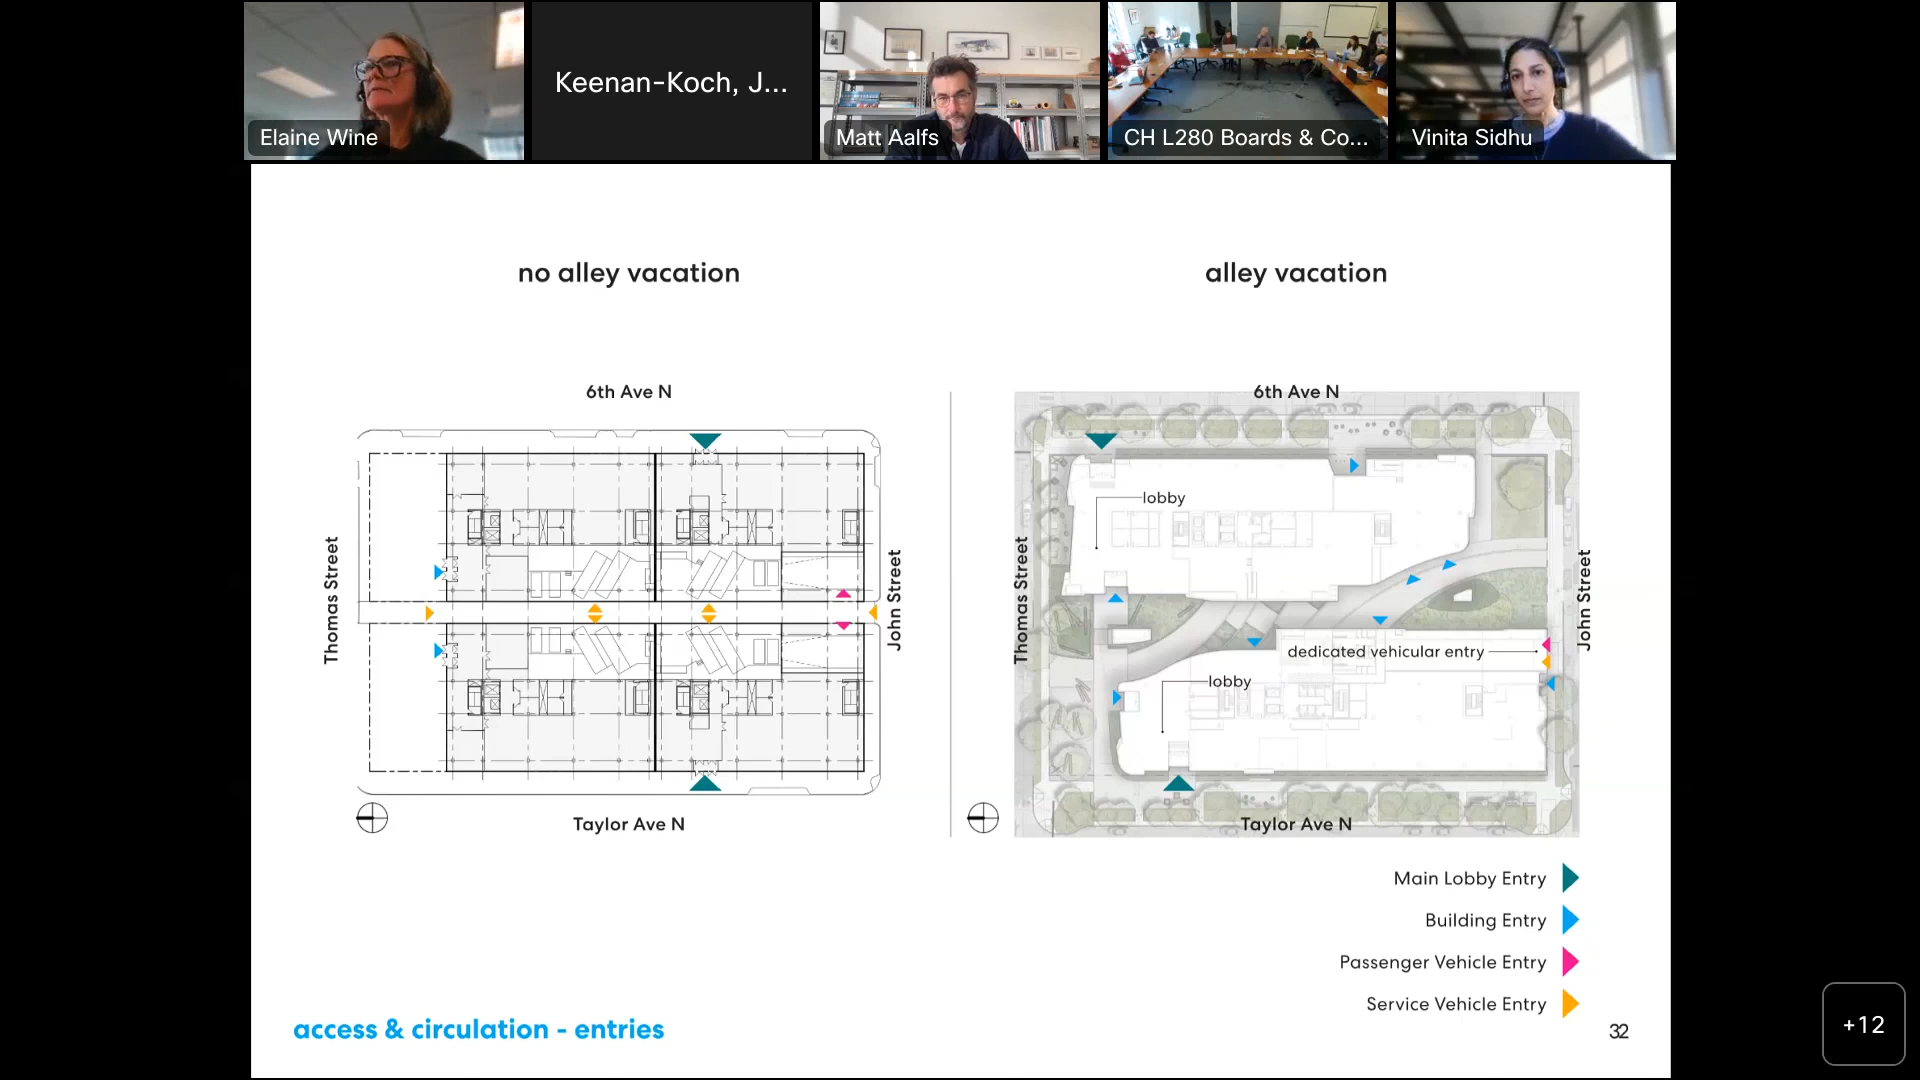 Elaine Wine
Keenan-Koch, J...
Matt Aalfs
CH L280 Boards & Co...
Vinita Sidhu
no alley vacation
alley vacation
6th Ave N
Thomas Street
John Street
Taylor Ave N
6th Ave N
Thomas Street
lobby
dedicated vehicular entry
lobby
John Street
Taylor Ave N
Main Lobby Entry
Building Entry
Passenger Vehicle Entry
Service Vehicle Entry
access & circulation - entries
32
+12